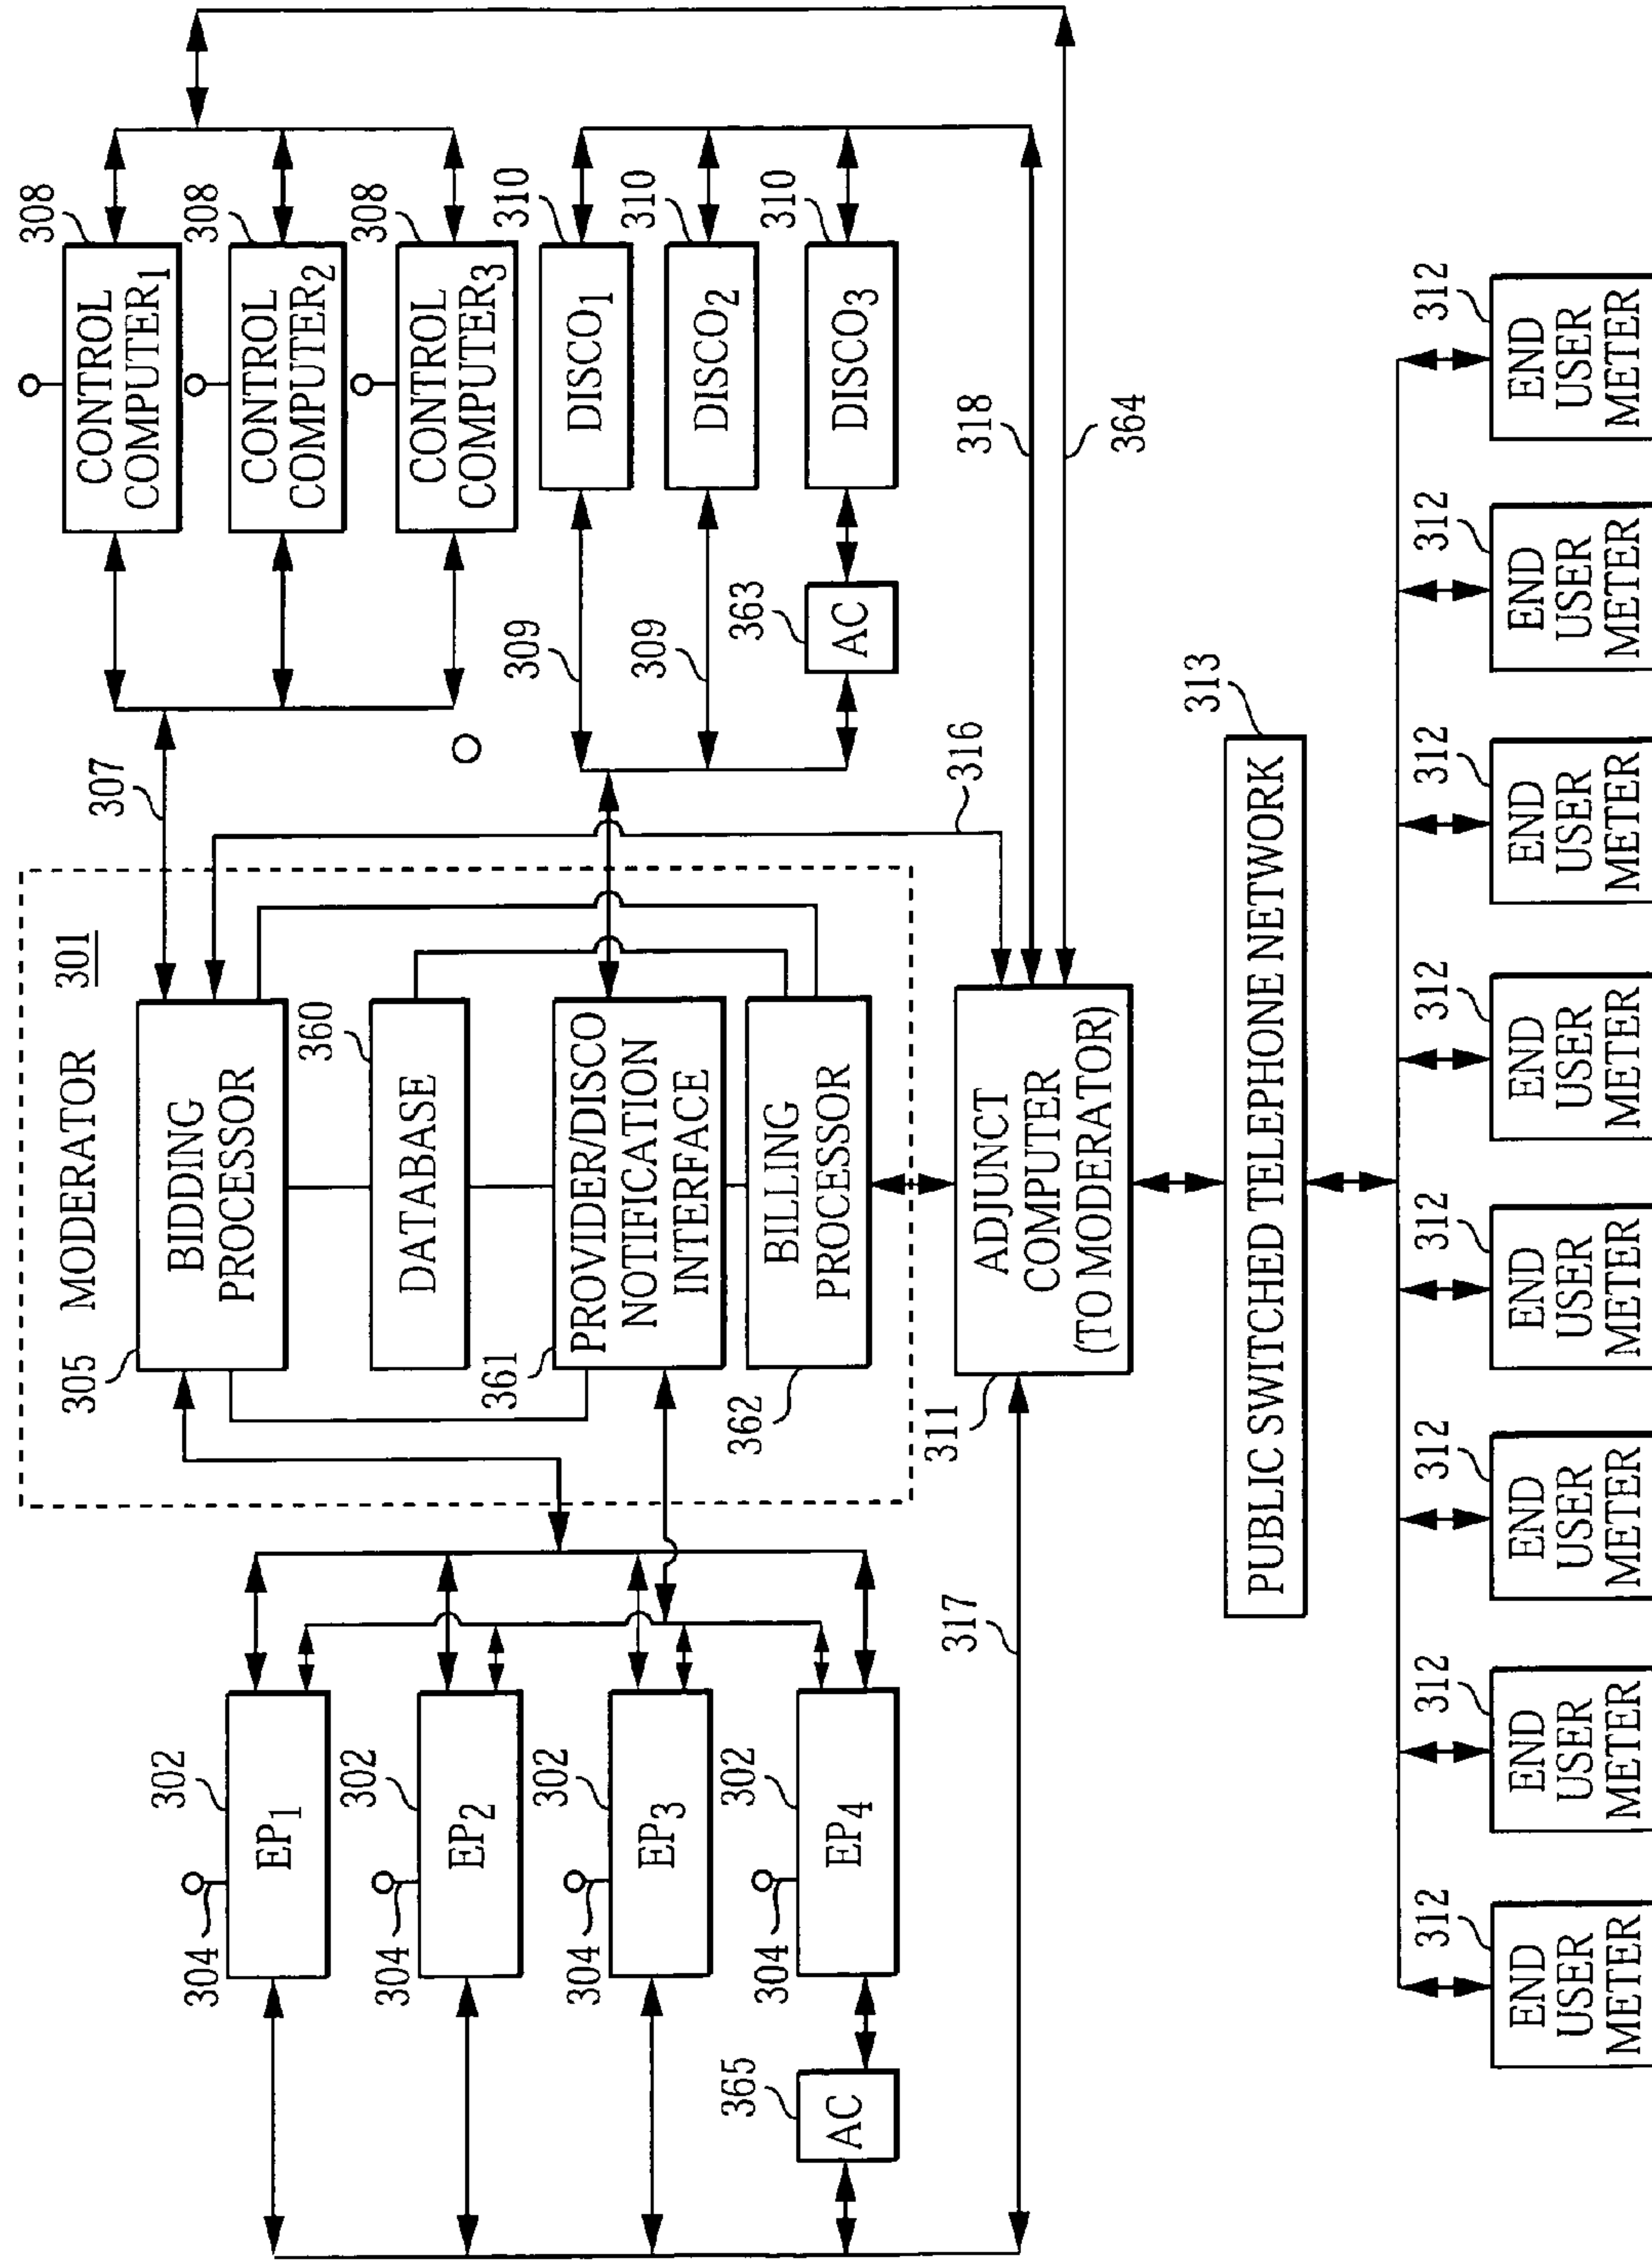 MODERATOR 301
305
BIDDING
PROCESSOR
360
DATABASE
361
PROVIDER/DISCO
NOTIFICATION
INTERFACE
362
BILLING
PROCESSOR
302
304
EP1
302
304
EP2
302
304
EP3
302
304
EP4
365
AC
307
308
CONTROL
COMPUTER1
308
CONTROL
COMPUTER2
308
CONTROL
COMPUTER3
309
310
DISCO1
309
310
DISCO2
363
AC
310
DISCO3
316
318
364
317
311
ADJUNCT
COMPUTER
(TO MODERATOR)
313
PUBLIC SWITCHED TELEPHONE NETWORK
312
END
USER
METER
312
END
USER
METER
312
END
USER
METER
312
END
USER
METER
312
END
USER
METER
312
END
USER
METER
312
END
USER
METER
312
END
USER
METER